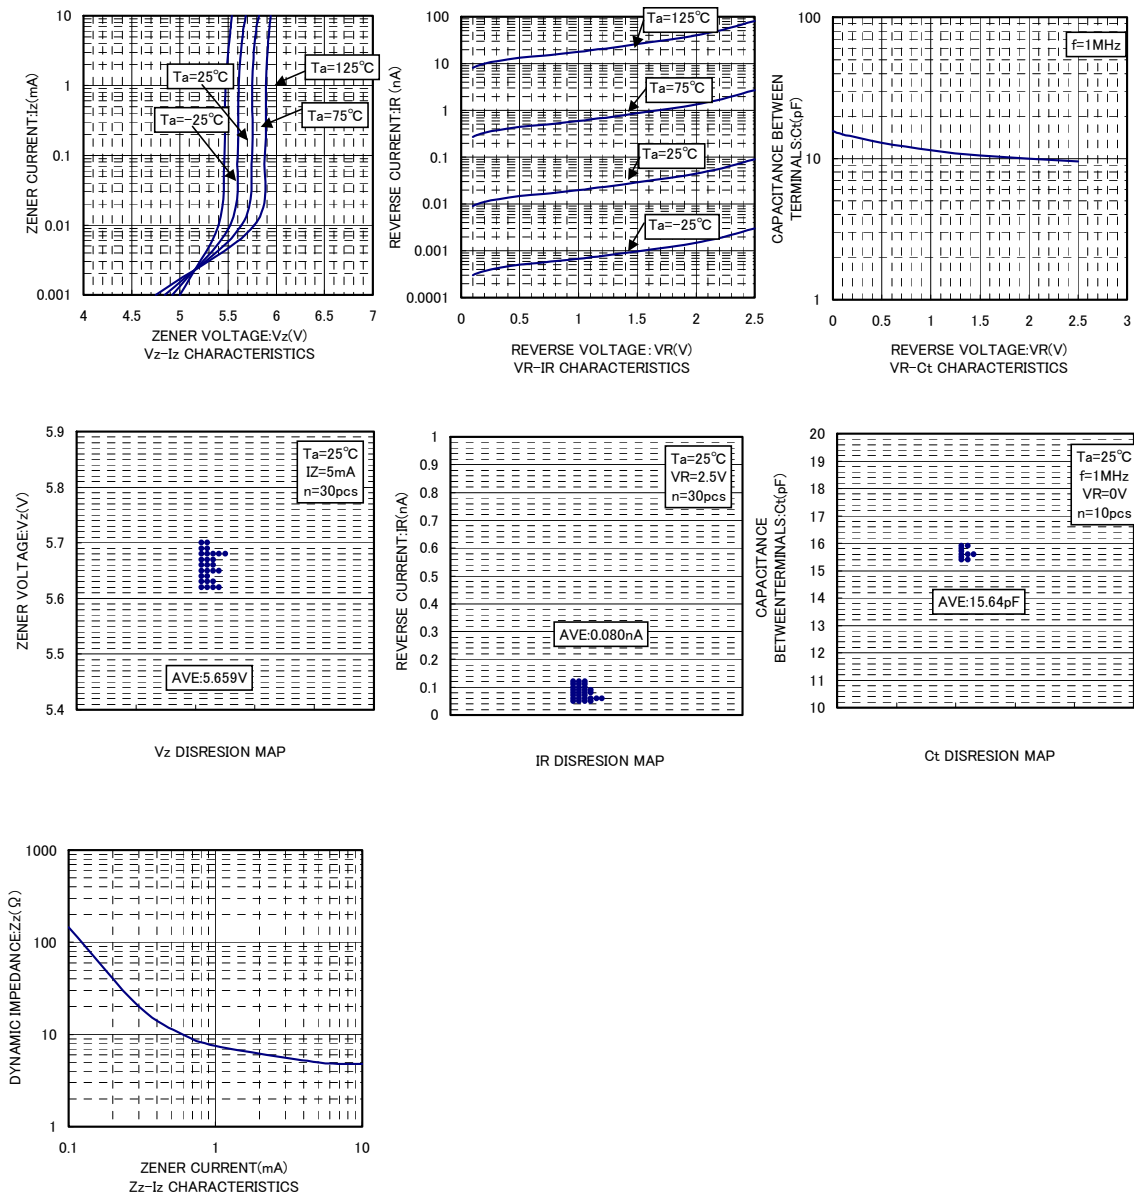 ZENER CURRENT:Iz(mA)
10
1
0.1
0.01
0.001
Ta=25℃
Ta=-25℃
Ta=125℃
Ta=75℃
4 4.5 5 5.5 6 6.5 7
ZENER VOLTAGE:Vz(V)
Vz-Iz CHARACTERISTICS
REVERSE CURRENT:IR (nA)
100
10
1
0.1
0.01
0.001
0.0001
Ta=125℃
Ta=75℃
Ta=25℃
Ta=-25℃
0 0.5 1 1.5 2 2.5
REVERSE VOLTAGE:VR(V)
VR-IR CHARACTERISTICS
CAPACITANCE BETWEEN
TERMINALS:Ct(pF)
100
10
1
f=1MHz
0 0.5 1 1.5 2 2.5 3
REVERSE VOLTAGE:VR(V)
VR-Ct CHARACTERISTICS
ZENER VOLTAGE:Vz(V)
5.9
5.8
5.7
5.6
5.5
5.4
Ta=25℃
IZ=5mA
n=30pcs
AVE:5.659V
Vz DISRESION MAP
REVERSE CURRENT:IR(nA)
1
0.9
0.8
0.7
0.6
0.5
0.4
0.3
0.2
0.1
0
Ta=25℃
VR=2.5V
n=30pcs
AVE:0.080nA
IR DISRESION MAP
CAPACITANCE
BETWEENTERMINALS:Ct(pF)
20
19
18
17
16
15
14
13
12
11
10
Ta=25℃
f=1MHz
VR=0V
n=10pcs
AVE:15.64pF
Ct DISRESION MAP
DYNAMIC IMPEDANCE:Zz(Ω)
1000
100
10
1
0.1 1 10
ZENER CURRENT(mA)
Zz-Iz CHARACTERISTICS